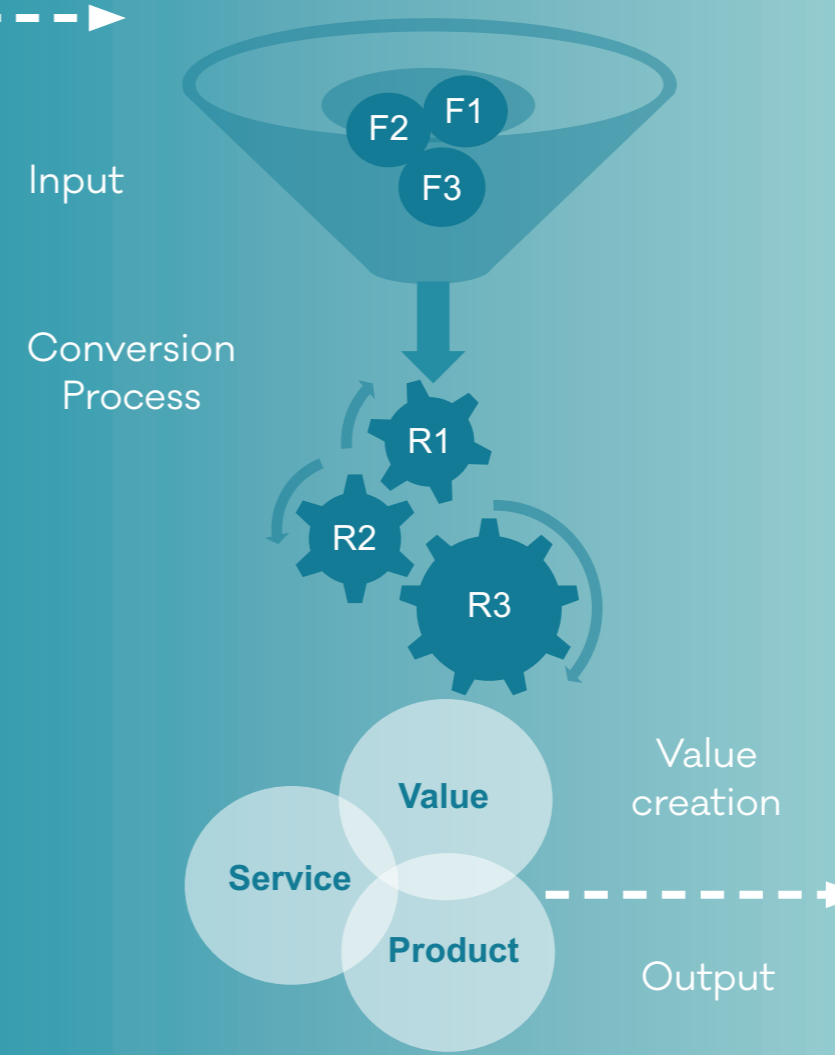 F1
F2
F3
Input
Conversion
Process
R1
R2
R3
Value
Service
Product
Value
creation
Output